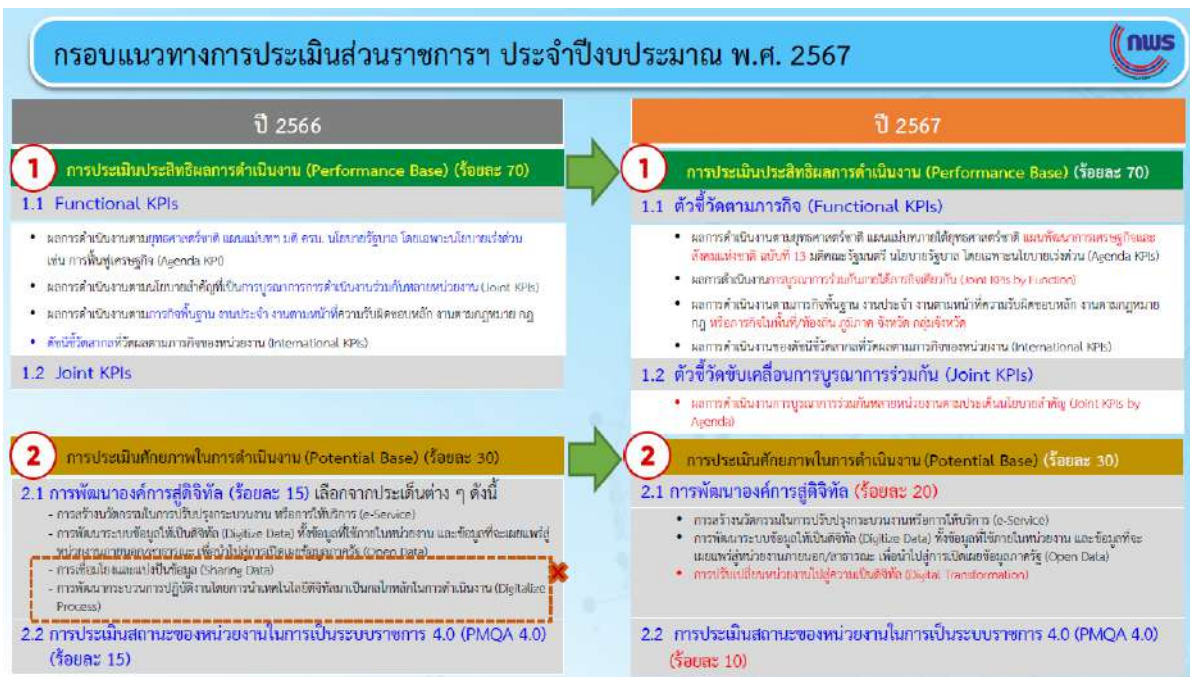 กรอบแนวทางการประเมินส่วนราชการฯ ประจำปีงบประมาณ พ.ศ. 2567
กพร
ปี 2566
1 การประเมินประสิทธิผลการดำเนินงาน (Performance Base) (ร้อยละ 70)
1.1 Functional KPIs
• ผลการดำเนินงานตามยุทธศาสตร์ชาติ แผนแม่บทฯ มติ ครม. นโยบายรัฐบาล โดยเฉพาะนโยบายเร่งด่วน
เช่น การฟื้นฟูเศรษฐกิจ (Agenda KPI)
• ผลการดำเนินงานตามนโยบายสำคัญที่เป็นการบูรณาการการดำเนินงานร่วมกันหลายหน่วยงาน (Joint KPIs)
• ผลการดำเนินงานตามภารกิจพื้นฐาน งานประจำ งานตามหน้าที่ความรับผิดชอบหลัก งานตามกฎหมาย กฎ
• ดัชนีชี้วัดสากลที่วัดผลตามภารกิจของหน่วยงาน (International KPIs)
1.2 Joint KPIs
2 การประเมินศักยภาพในการดำเนินงาน (Potential Base) (ร้อยละ 30)
2.1 การพัฒนาองค์การสู่ดิจิทัล (ร้อยละ 15) เลือกจากประเด็นต่าง ๆ ดังนี้
- การสร้างนวัตกรรมในการปรับปรุงกระบวนงาน หรือการให้บริการ (e-Service)
- การพัฒนาระบบข้อมูลให้เป็นดิจิทัล (Digitize Data) ทั้งข้อมูลที่ใช้ภายในหน่วยงาน และข้อมูลที่จะเผยแพร่สู่
หน่วยงานภายนอก/สาธารณะ เพื่อนำไปสู่การเปิดเผยข้อมูลภาครัฐ (Open Data)
- การเชื่อมโยงและแบ่งปันข้อมูล (Sharing Data)
- การพัฒนากระบวนการปฏิบัติงานโดยการนำเทคโนโลยีดิจิทัลมาเป็นกลไกหลักในการดำเนินงาน (Digitalize
Process)
2.2 การประเมินสถานะของหน่วยงานในการเป็นระบบราชการ 4.0 (PMQA 4.0)
(ร้อยละ 15)
ปี 2567
1 การประเมินประสิทธิผลการดำเนินงาน (Performance Base) (ร้อยละ 70)
1.1 ตัวชี้วัดตามภารกิจ (Functional KPIs)
• ผลการดำเนินงานตามยุทธศาสตร์ชาติ แผนแม่บทภายใต้ยุทธศาสตร์ชาติ แผนพัฒนาการเศรษฐกิจและ
สังคมแห่งชาติ ฉบับที่ 13 มติคณะรัฐมนตรี นโยบายรัฐบาล โดยเฉพาะนโยบายเร่งด่วน (Agenda KPIs)
• ผลการดำเนินงานการบูรณาการร่วมกันภายใต้ภารกิจเดียวกัน (Joint KPIs by Function)
• ผลการดำเนินงานตามภารกิจพื้นฐาน งานประจำ งานตามหน้าที่ความรับผิดชอบหลัก งานตามกฎหมาย
กฎ หรือภารกิจในพื้นที่/ท้องถิ่น ภูมิภาค จังหวัด กลุ่มจังหวัด
• ผลการดำเนินงานของดัชนีชี้วัดสากลที่วัดผลตามภารกิจของหน่วยงาน (International KPIs)
1.2 ตัวชี้วัดขับเคลื่อนการบูรณาการร่วมกัน (Joint KPIs)
• ผลการดำเนินงานการบูรณาการร่วมกันหลายหน่วยงานตามประเด็นนโยบายสำคัญ (Joint KPIs by
Agenda)
2 การประเมินศักยภาพในการดำเนินงาน (Potential Base) (ร้อยละ 30)
2.1 การพัฒนาองค์การสู่ดิจิทัล (ร้อยละ 20)
• การสร้างนวัตกรรมในการปรับปรุงกระบวนงานหรือการให้บริการ (e-Service)
• การพัฒนาระบบข้อมูลให้เป็นดิจิทัล (Digitize Data) ทั้งข้อมูลที่ใช้ภายในหน่วยงาน และข้อมูลที่จะ
เผยแพร่สู่หน่วยงานภายนอก/สาธารณะ เพื่อนำไปสู่การเปิดเผยข้อมูลภาครัฐ (Open Data)
• การปรับเปลี่ยนหน่วยงานไปสู่ความเป็นดิจิทัล (Digital Transformation)
2.2 การประเมินสถานะของหน่วยงานในการเป็นระบบราชการ 4.0 (PMQA 4.0)
(ร้อยละ 10)